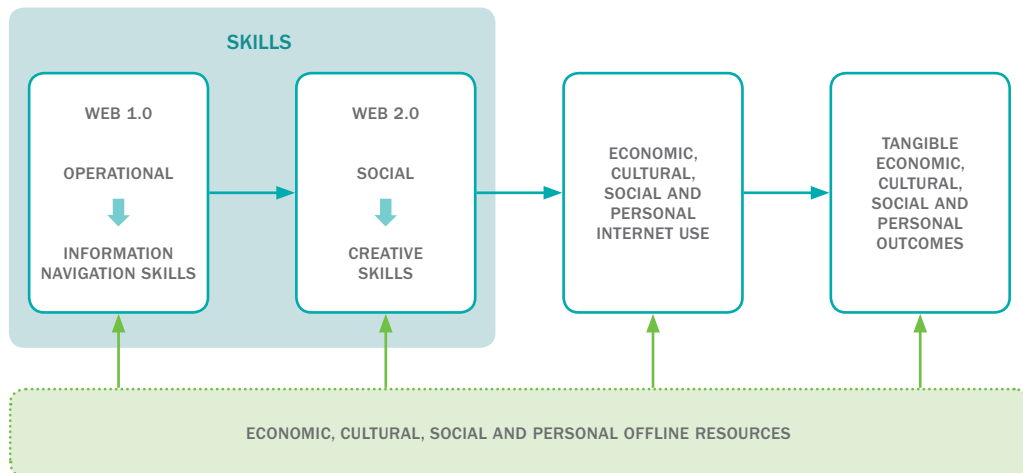 SKILLS
WEB 1.0
OPERATIONAL
INFORMATION
NAVIGATION SKILLS
WEB 2.0
SOCIAL
CREATIVE
SKILLS
ECONOMIC,
CULTURAL,
SOCIAL AND
PERSONAL
INTERNET USE
TANGIBLE
ECONOMIC,
CULTURAL,
SOCIAL AND
PERSONAL
OUTCOMES
ECONOMIC, CULTURAL, SOCIAL AND PERSONAL OFFLINE RESOURCES